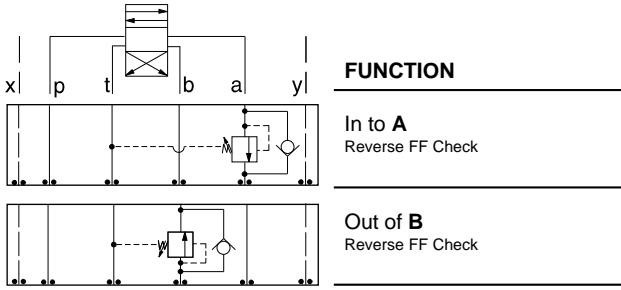 x p t b a y
FUNCTION
In to A
Reverse FF Check
Out of B
Reverse FF Check